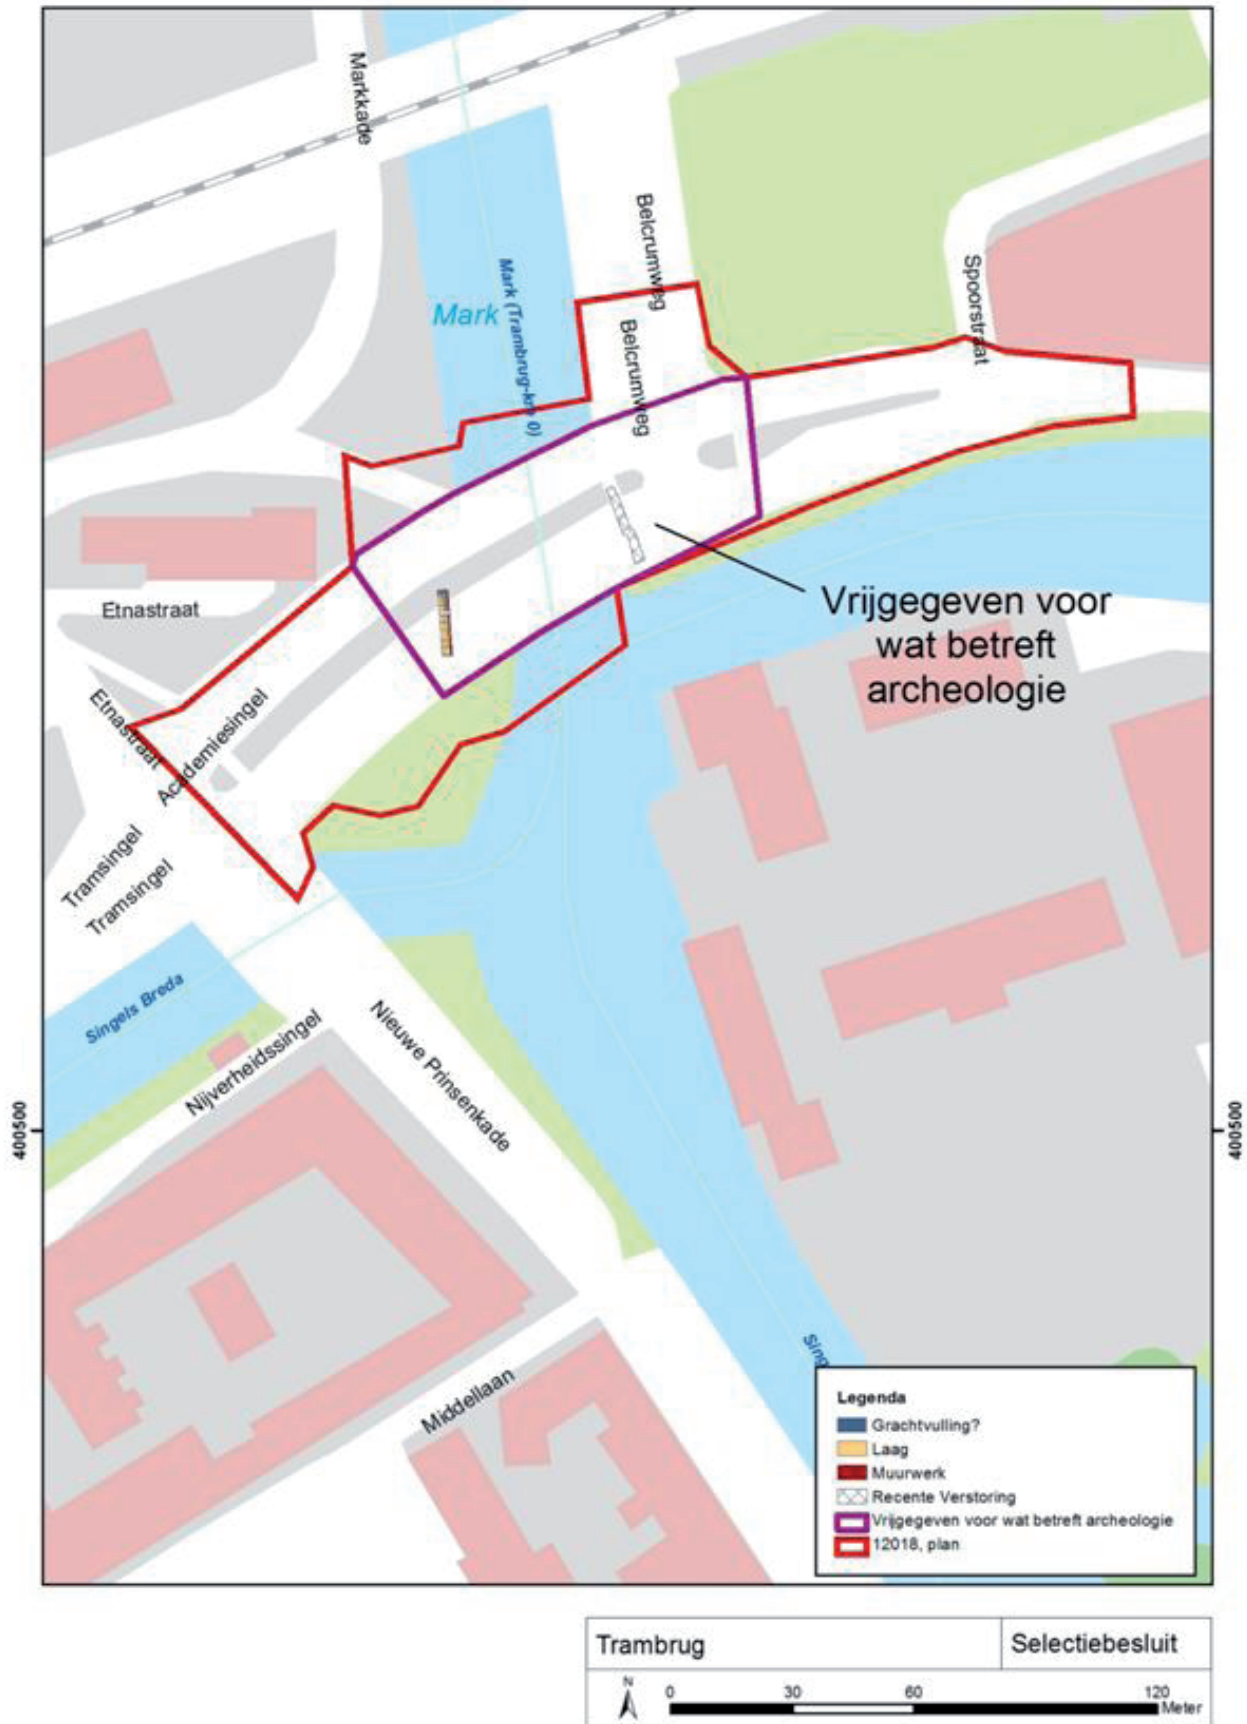 Markkade
Belcrumweg
Spoorstraat
Mark
Mark (Trambrug-km 0)
Belcrumweg
Etnastraat
Vrijgegeven voor
wat betreft
archeologie
Etnastraat
Academiesingel
Tramsingel
Tramsingel
Singels Breda
Nijverheidssingel
Nieuwe Prinsenkade
400500
400500
Middellaan
Sing
Legenda
Grachtvulling?
Laag
Muurwerk
Recente Verstoring
Vrijgegeven voor wat betreft archeologie
12018, plan
Trambrug
Selectiebesluit
N
0 30 60 120
Meter